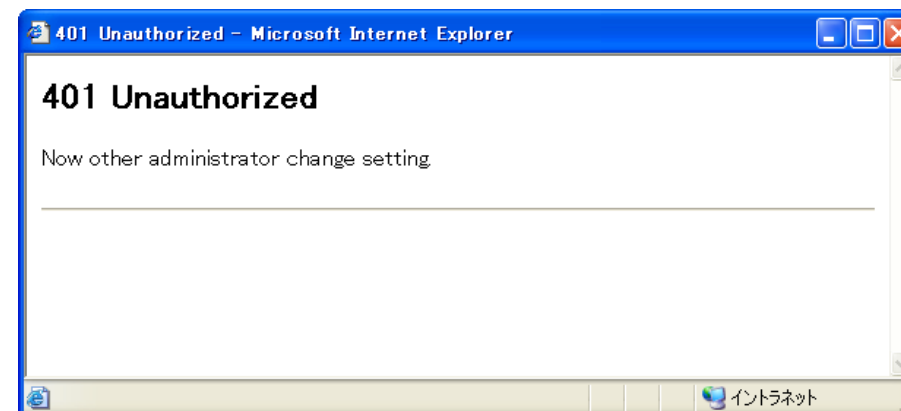 401 Unauthorized - Microsoft Internet Explorer
401 Unauthorized
Now other administrator change setting.
イントラネット